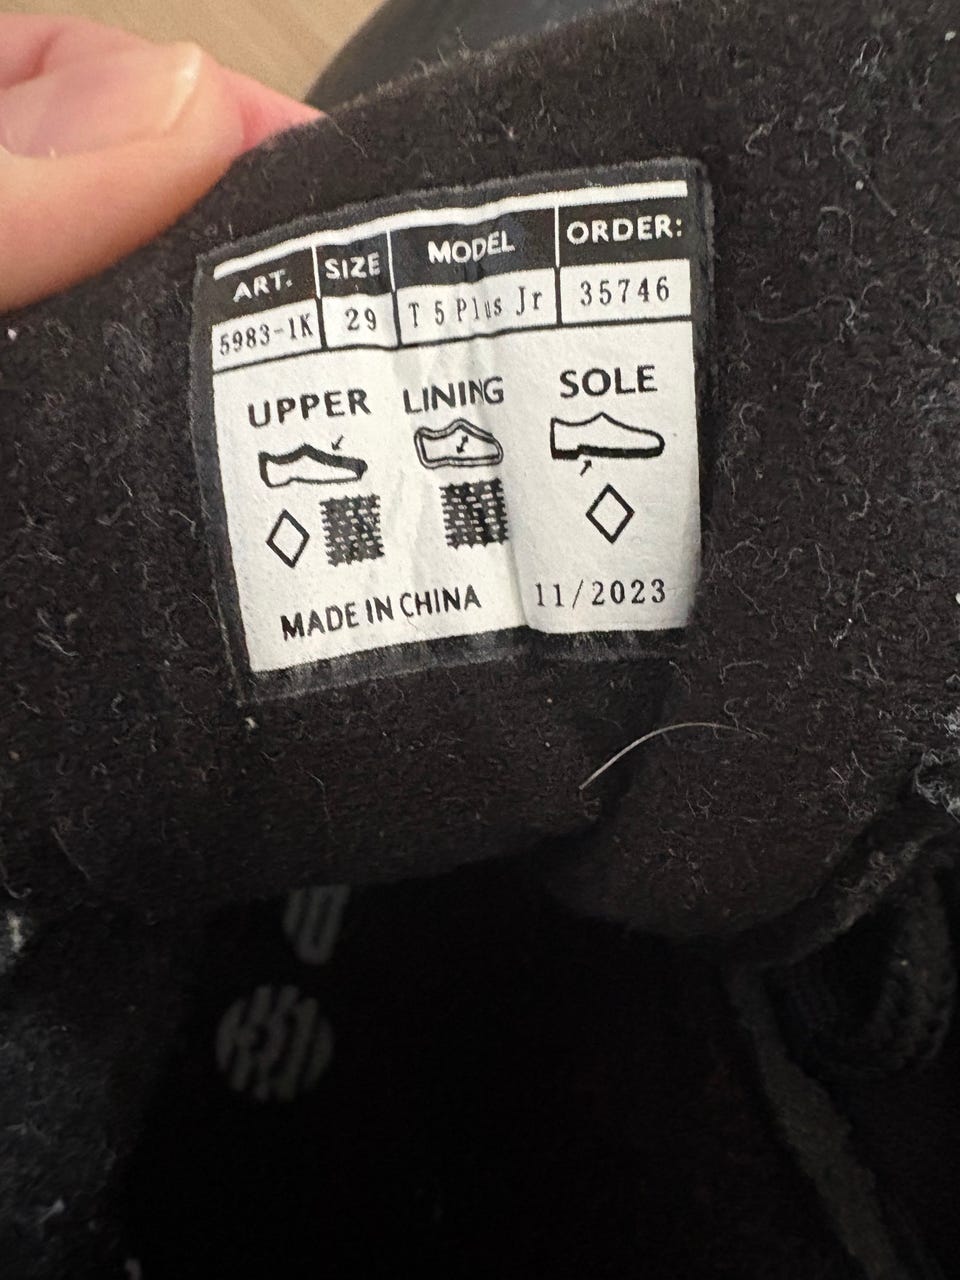 ART. SIZE MODEL ORDER:
5983-1K 29 T 5 Plus Jr 35746
UPPER LINING SOLE
MADE IN CHINA 11/2023